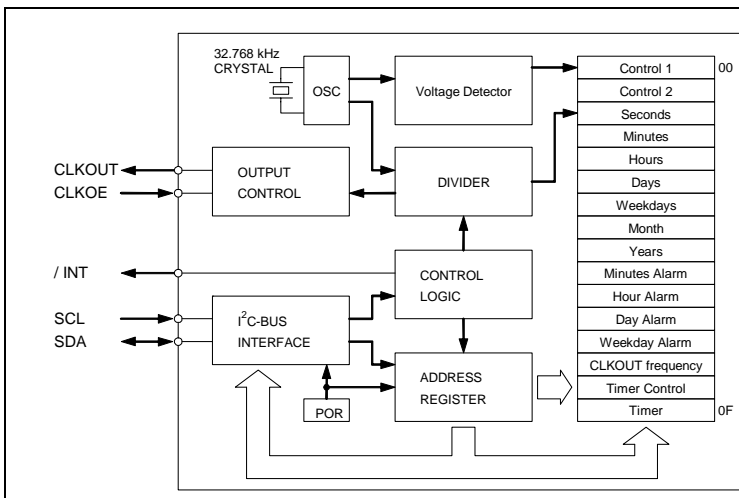 32.768 kHz
CRYSTAL
OSC
Voltage Detector
CLKOUT
CLKOE
OUTPUT
CONTROL
DIVIDER
/ INT
CONTROL
LOGIC
SCL
SDA
I²C-BUS
INTERFACE
ADDRESS
REGISTER
POR
Control 1
00
Control 2
Seconds
Minutes
Hours
Days
Weekdays
Month
Years
Minutes Alarm
Hour Alarm
Day Alarm
Weekday Alarm
CLKOUT frequency
Timer Control
Timer
0F